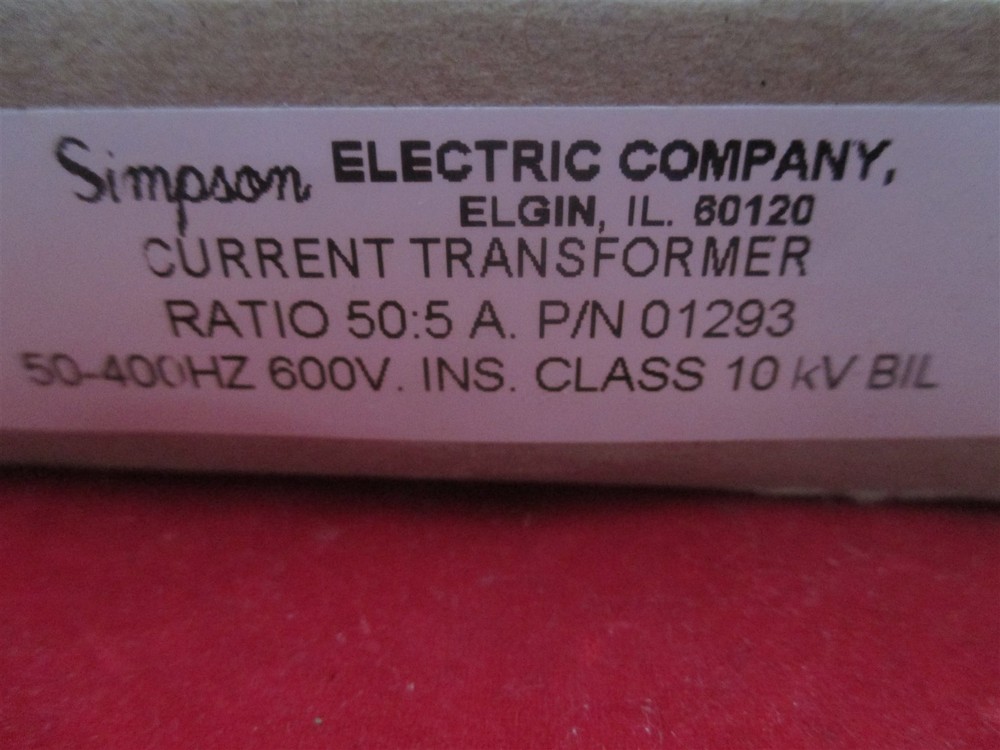 Simpson ELECTRIC COMPANY,
ELGIN, IL. 60120
CURRENT TRANSFORMER
RATIO 50:5 A. P/N 01293
50-400HZ 600V. INS. CLASS 10 kV BIL